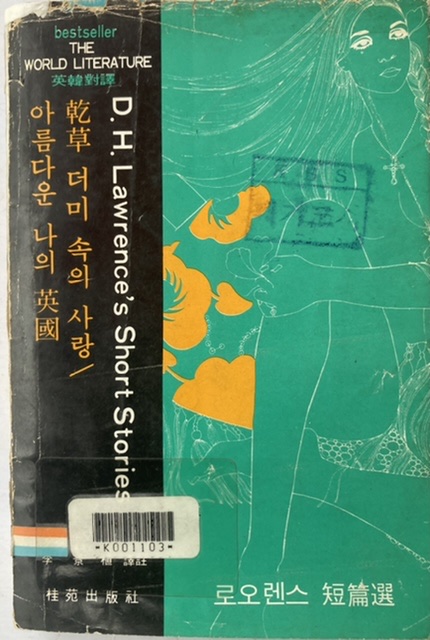 bestseller
THE
WORLD LITERATURE
英韓對譯
D.H. Lawrence's Short Stories
乾草 더미 속의 사랑/
아름다운 나의 英國
-K001103-
譯註
桂苑出版社
로오렌스 短篇選